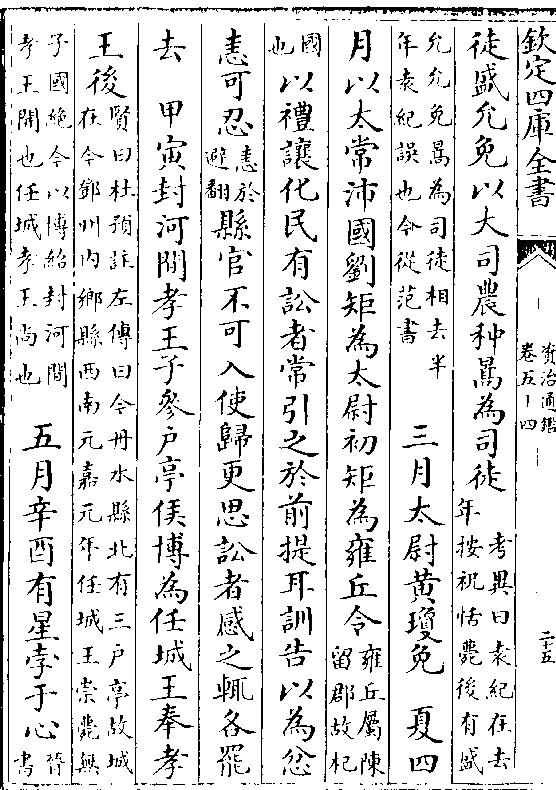 欽定四庫全書
資治通鑑
卷五十四
二十五
徒盛允免以大司農种暠為司徒
考異曰袁紀在去
年按祝恬薨後有盛
允允免暠為司徒相去半
年袁紀誤也今從范書
三月太尉黃瓊免 夏四
月以太常沛國劉矩為太尉初矩為雍丘令
雍丘屬陳
留郡故杞
國
也
以禮讓化民有訟者常引之於前提耳訓告以為忿
恚可忍
恚於
避翻
縣官不可入使歸更思訟者感之輒各罷
去 甲寅封河間孝王子參户亭侯博為任城王奉孝
王後
賢曰杜預註左傳曰今丹水縣北有三户亭故城
在今鄧州内鄉縣西南元嘉元年任城王崇薨無
子國絶今以博紹封河間
孝王開也任城孝王尚也
五月辛酉有星孛于心
晉
書